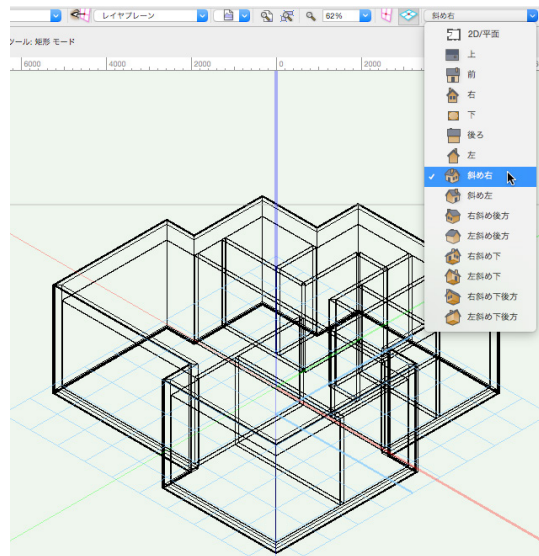 レイヤプレーン
62%
斜め右
ツール: 矩形 モード
6000 4000 2000 0 2000
2D/平面
上
前
右
下
後ろ
左
斜め右
斜め左
右斜め後方
左斜め後方
右斜め下
左斜め下
右斜め下後方
左斜め下後方